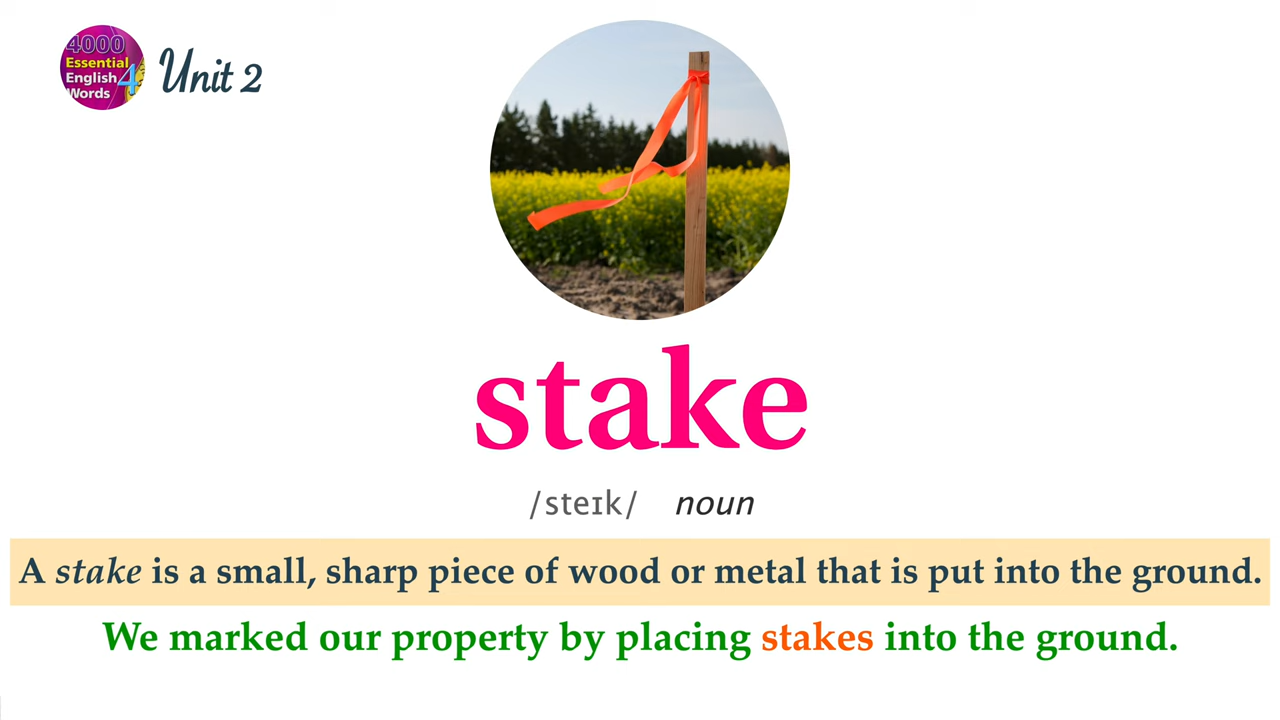 4000
Essential
English
Words 4
Unit 2
stake
/steɪk/ noun
A stake is a small, sharp piece of wood or metal that is put into the ground.
We marked our property by placing stakes into the ground.